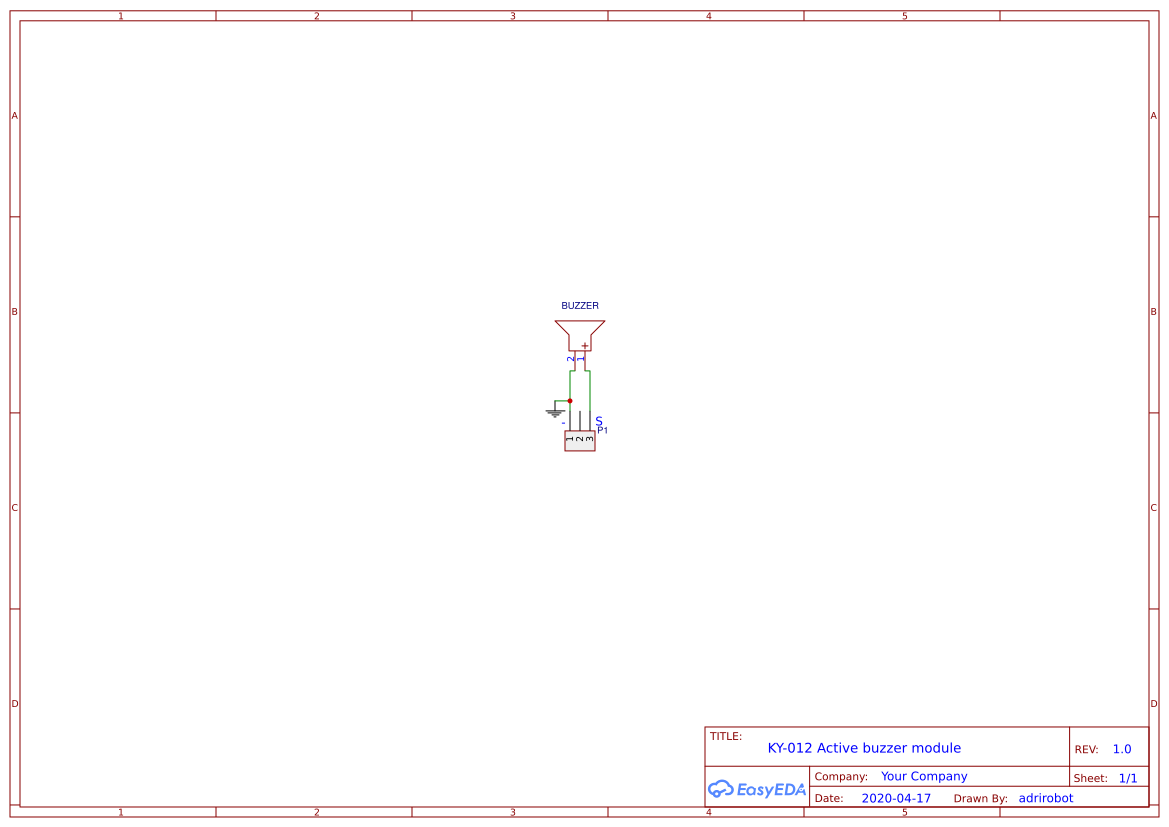 1 2 3 4 5
A A
BUZZER
B B
+
2 1
- S
P1
1 2 3
C C
D D
TITLE:
KY-012 Active buzzer module
REV: 1.0
EasyEDA
Company: Your Company
Sheet: 1/1
Date: 2020-04-17 Drawn By: adrirobot
1 2 3 4 5